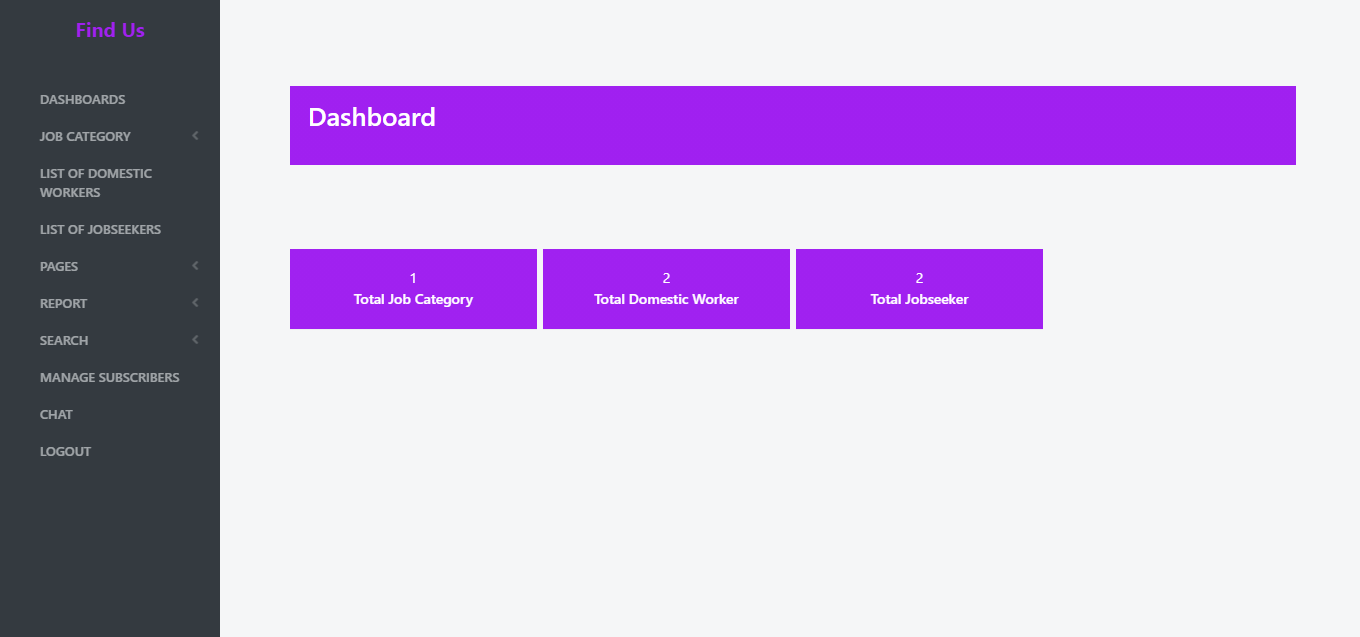 Find Us
DASHBOARDS
JOB CATEGORY
LIST OF DOMESTIC
WORKERS
LIST OF JOBSEEKERS
PAGES
REPORT
SEARCH
MANAGE SUBSCRIBERS
CHAT
LOGOUT
Dashboard
1
Total Job Category
2
Total Domestic Worker
2
Total Jobseeker